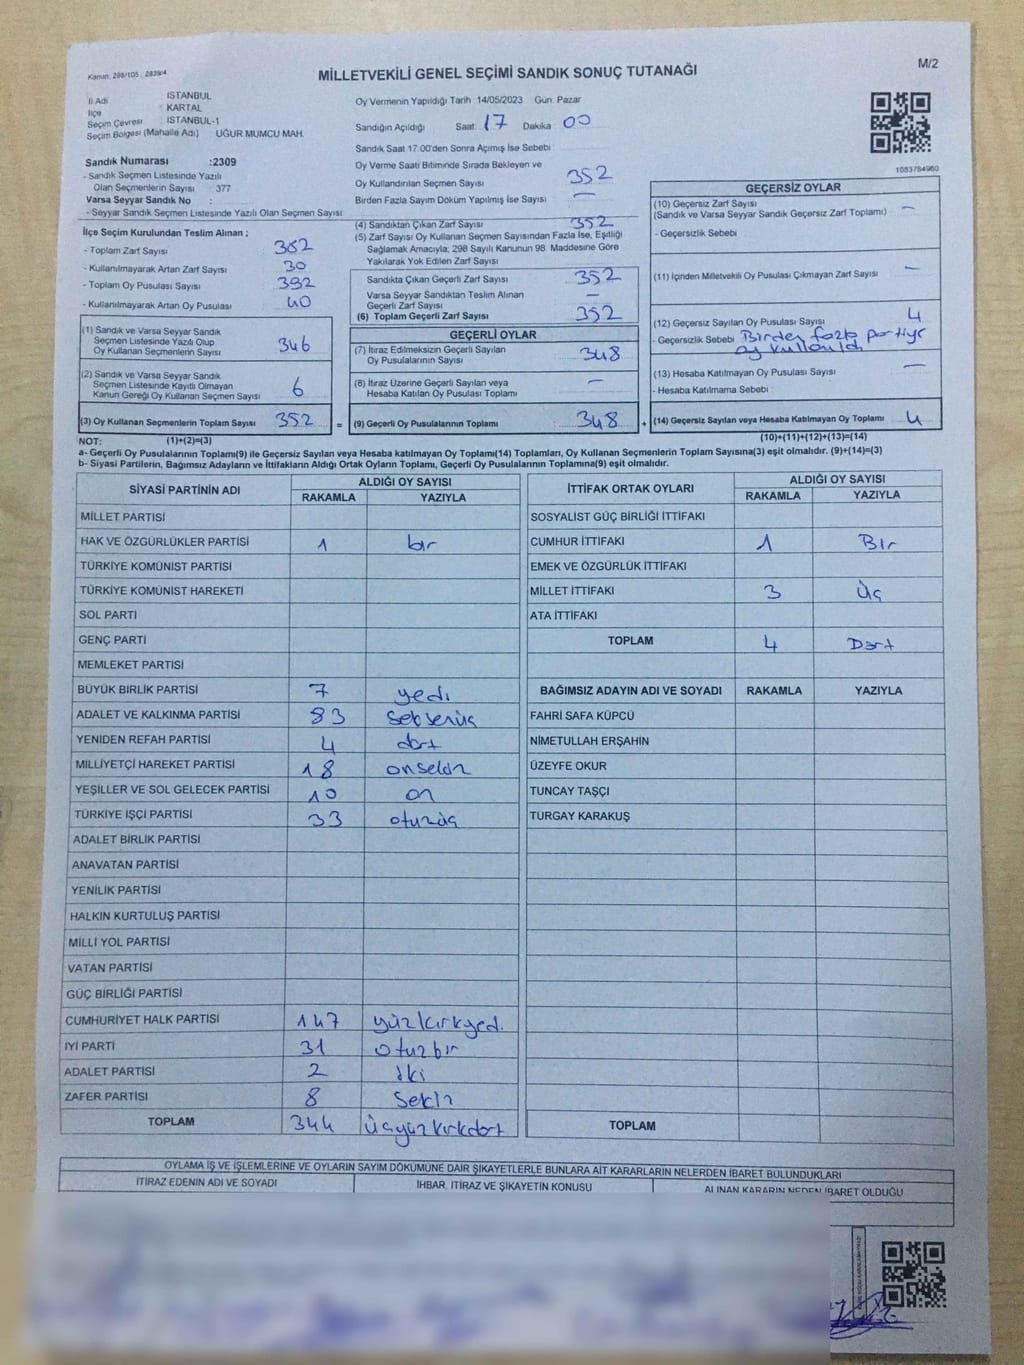 Kanun: 298/105 , 2839/4
MİLLETVEKİLİ GENEL SEÇİMİ SANDIK SONUÇ TUTANAĞI
M/2
İl Adı : İSTANBUL
İlçe : KARTAL
Seçim Çevresi : İSTANBUL-1
Seçim Bölgesi (Mahalle Adı) UĞUR MUMCU MAH.
Oy Vermenin Yapıldığı Tarih :14/05/2023 Gün: Pazar
Sandığın Açıldığı Saat: 17 Dakika 00
Sandık Saat 17:00'den Sonra Açımış İse Sebebi
1083784960
Sandık Numarası :2309
- Sandık Seçmen Listesinde Yazılı
Olan Seçmenlerin Sayısı : 377
Varsa Seyyar Sandık No :
- Seyyar Sandık Seçmen Listesinde Yazılı Olan Seçmen Sayısı
Oy Verme Saati Bitiminde Sırada Bekleyen ve
Oy Kullandırılan Seçmen Sayısı 352
Birden Fazla Sayım Döküm Yapılmış İse Sayısı —
İlçe Seçim Kurulundan Teslim Alınan ;
- Toplam Zarf Sayısı 382
- Kullanılmayarak Artan Zarf Sayısı 30
- Toplam Oy Pusulası Sayısı 392
- Kullanılmayarak Artan Oy Pusulası 40
(4) Sandıktan Çıkan Zarf Sayısı 352
(5) Zarf Sayısı Oy Kullanan Seçmen Sayısından Fazla İse, Eşitliği
Sağlamak Amacıyla; 298 Sayılı Kanunun 98. Maddesine Göre
Yakılarak Yok Edilen Zarf Sayısı
Sandıkta Çıkan Geçerli Zarf Sayısı 352
Varsa Seyyar Sandıktan Teslim Alınan
Geçerli Zarf Sayısı —
(6) Toplam Geçerli Zarf Sayısı 352
GEÇERSİZ OYLAR
(10) Geçersiz Zarf Sayısı —
(Sandık ve Varsa Seyyar Sandık Geçersiz Zarf Toplamı)
- Geçersizlik Sebebi
(11) İçinden Milletvekili Oy Pusulası Çıkmayan Zarf Sayısı —
(12) Geçersiz Sayılan Oy Pusulası Sayısı 4
- Geçersizlik Sebebi Birden fazla partiye
oy kullanıldı
(13) Hesaba Katılmayan Oy Pusulası Sayısı —
- Hesaba Katılmama Sebebi :
(1) Sandık ve Varsa Seyyar Sandık
Seçmen Listesinde Yazılı Olup
Oy Kullanan Seçmenlerin Sayısı 346
(2) Sandık ve Varsa Seyyar Sandık
Seçmen Listesinde Kayıtlı Olmayan
Kanun Gereği Oy Kullanan Seçmen Sayısı 6
GEÇERLİ OYLAR
(7) İtiraz Edilmeksizin Geçerli Sayılan
Oy Pusulalarının Sayısı 348
(8) İtiraz Üzerine Geçerli Sayılan veya
Hesaba Katılan Oy Pusulası Toplamı —
(3) Oy Kullanan Seçmenlerin Toplam Sayısı 352 = (9) Geçerli Oy Pusulalarının Toplamı 348 + (14) Geçersiz Sayılan veya Hesaba Katılmayan Oy Toplamı 4
NOT: (1)+(2)=(3) (10)+(11)+(12)+(13)=(14)
a- Geçerli Oy Pusulalarının Toplamı(9) ile Geçersiz Sayılan veya Hesaba katılmayan Oy Toplamı(14) Toplamları, Oy Kullanan Seçmenlerin Toplam Sayısına(3) eşit olmalıdır. (9)+(14)=(3)
b- Siyasi Partilerin, Bağımsız Adayların ve İttifakların Aldığı Ortak Oyların Toplamı, Geçerli Oy Pusulalarının Toplamına(9) eşit olmalıdır.
SİYASİ PARTİNİN ADI ALDIĞI OY SAYISI
RAKAMLA YAZIYLA
MİLLET PARTİSİ
HAK VE ÖZGÜRLÜKLER PARTİSİ 1 bir
TÜRKİYE KOMÜNİST PARTİSİ
TÜRKİYE KOMÜNİST HAREKETİ
SOL PARTİ
GENÇ PARTİ
MEMLEKET PARTİSİ
BÜYÜK BİRLİK PARTİSİ 7 yedi
ADALET VE KALKINMA PARTİSİ 83 seksenüç
YENİDEN REFAH PARTİSİ 4 dört
MİLLİYETÇİ HAREKET PARTİSİ 18 onsekiz
YEŞİLLER VE SOL GELECEK PARTİSİ 10 on
TÜRKİYE İŞÇİ PARTİSİ 33 otuzüç
ADALET BİRLİK PARTİSİ
ANAVATAN PARTİSİ
YENİLİK PARTİSİ
HALKIN KURTULUŞ PARTİSİ
MİLLİ YOL PARTİSİ
VATAN PARTİSİ
GÜÇ BİRLİĞİ PARTİSİ
CUMHURİYET HALK PARTİSİ 147 yüzkırkyedi
İYİ PARTİ 31 otuzbir
ADALET PARTİSİ 2 iki
ZAFER PARTİSİ 8 sekiz
TOPLAM 344 üçyüzkırkdört
İTTİFAK ORTAK OYLARI ALDIĞI OY SAYISI
RAKAMLA YAZIYLA
SOSYALİST GÜÇ BİRLİĞİ İTTİFAKI
CUMHUR İTTİFAKI 1 Bir
EMEK VE ÖZGÜRLÜK İTTİFAKI
MİLLET İTTİFAKI 3 Üç
ATA İTTİFAKI
TOPLAM 4 Dört
BAĞIMSIZ ADAYIN ADI VE SOYADI RAKAMLA YAZIYLA
FAHRİ SAFA KÜPCÜ
NİMETULLAH ERŞAHİN
ÜZEYFE OKUR
TUNCAY TAŞÇI
TURGAY KARAKUŞ
TOPLAM
OYLAMA İŞ VE İŞLEMLERİNE VE OYLARIN SAYIM DÖKÜMÜNE DAİR ŞİKAYETLERLE BUNLARA AİT KARARLARIN NELERDEN İBARET BULUNDUKLARI
İTİRAZ EDENİN ADI VE SOYADI İHBAR, İTİRAZ VE ŞİKAYETİN KONUSU ALINAN KARARIN NEDEN İBARET OLDUĞU